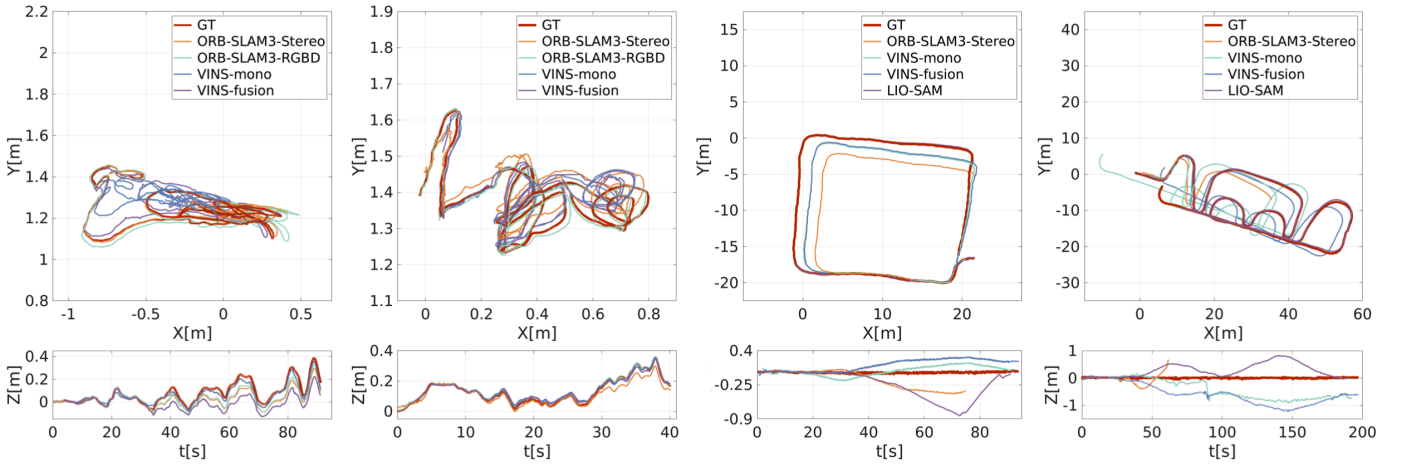 2.2
2
1.8
1.6
1.4
1.2
1
0.8
Y[m]
-1
-0.5
0
0.5
X[m]
GT
ORB-SLAM3-Stereo
ORB-SLAM3-RGBD
VINS-mono
VINS-fusion
1.9
1.8
1.7
1.6
1.5
1.4
1.3
1.2
1.1
Y[m]
0
0.2
0.4
0.6
0.8
X[m]
GT
ORB-SLAM3-Stereo
ORB-SLAM3-RGBD
VINS-mono
VINS-fusion
15
10
5
0
-5
-10
-15
-20
Y[m]
0
10
20
X[m]
GT
ORB-SLAM3-Stereo
VINS-mono
VINS-fusion
LIO-SAM
40
30
20
10
0
-10
-20
-30
Y[m]
0
20
40
60
X[m]
GT
ORB-SLAM3-Stereo
VINS-mono
VINS-fusion
LIO-SAM
0.4
0.2
0
Z[m]
0
20
40
60
80
t[s]
0.4
0.2
0
Z[m]
0
10
20
30
40
t[s]
0.4
-0.25
-0.9
0
20
40
60
80
t[s]
1
0
-1
Z[m]
0
50
100
150
200
t[s]